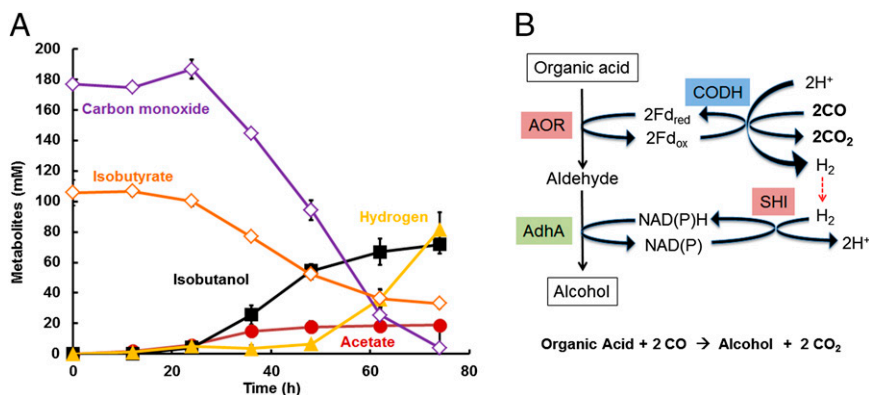 A
200
180
160
140
120
100
80
60
40
20
0
Metabolites (mM)
0 20 40 60 80
Time (h)
Carbon monoxide
Isobutyrate
Hydrogen
Isobutanol
Acetate
B
Organic acid
CODH
2H⁺
AOR
2Fd_red
2CO
2Fd_ox
2CO₂
H₂
Aldehyde
SHI
AdhA
NAD(P)H
H₂
NAD(P)
2H⁺
Alcohol
Organic Acid + 2 CO → Alcohol + 2 CO₂